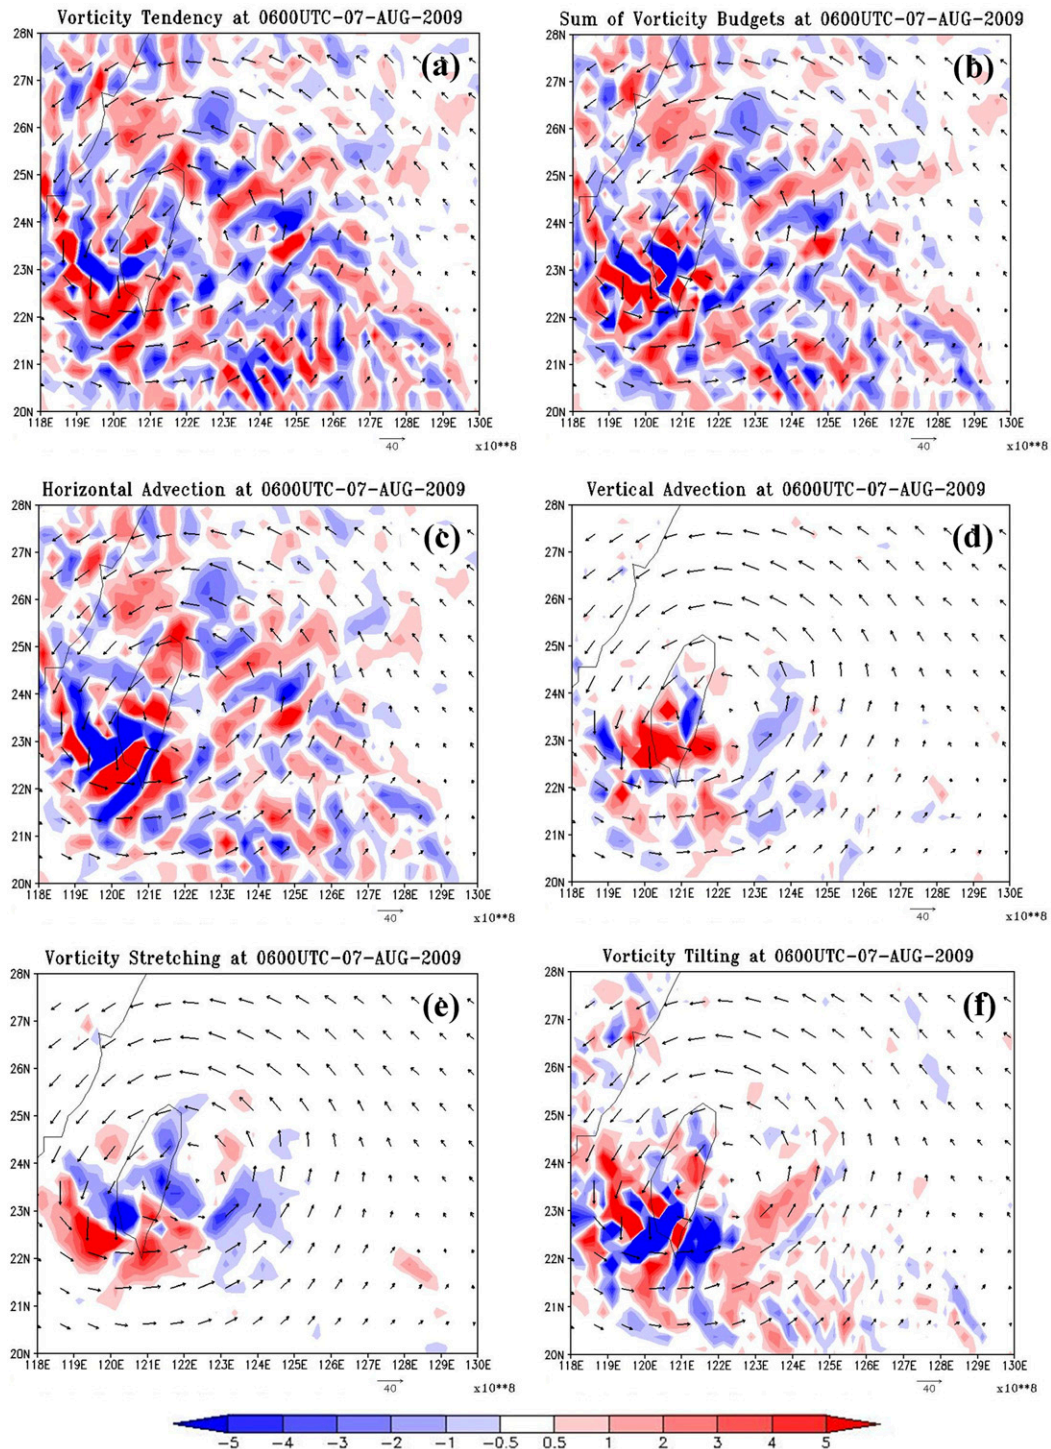 Vorticity Tendency at 0600UTC-07-AUG-2009
(a)
28N
27N
26N
25N
24N
23N
22N
21N
20N
118E 119E 120E 121E 122E 123E 124E 125E 126E 127E 128E 129E 130E
40
x10**8
Sum of Vorticity Budgets at 0600UTC-07-AUG-2009
(b)
28N
27N
26N
25N
24N
23N
22N
21N
20N
118E 119E 120E 121E 122E 123E 124E 125E 126E 127E 128E 129E 130E
40
x10**8
Horizontal Advection at 0600UTC-07-AUG-2009
(c)
28N
27N
26N
25N
24N
23N
22N
21N
20N
118E 119E 120E 121E 122E 123E 124E 125E 126E 127E 128E 129E 130E
40
x10**8
Vertical Advection at 0600UTC-07-AUG-2009
(d)
28N
27N
26N
25N
24N
23N
22N
21N
20N
118E 119E 120E 121E 122E 123E 124E 125E 126E 127E 128E 129E 130E
40
x10**8
Vorticity Stretching at 0600UTC-07-AUG-2009
(e)
28N
27N
26N
25N
24N
23N
22N
21N
20N
118E 119E 120E 121E 122E 123E 124E 125E 126E 127E 128E 129E 130E
40
x10**8
Vorticity Tilting at 0600UTC-07-AUG-2009
(f)
28N
27N
26N
25N
24N
23N
22N
21N
20N
118E 119E 120E 121E 122E 123E 124E 125E 126E 127E 128E 129E 130E
40
x10**8
-5 -4 -3 -2 -1 -0.5 0.5 1 2 3 4 5